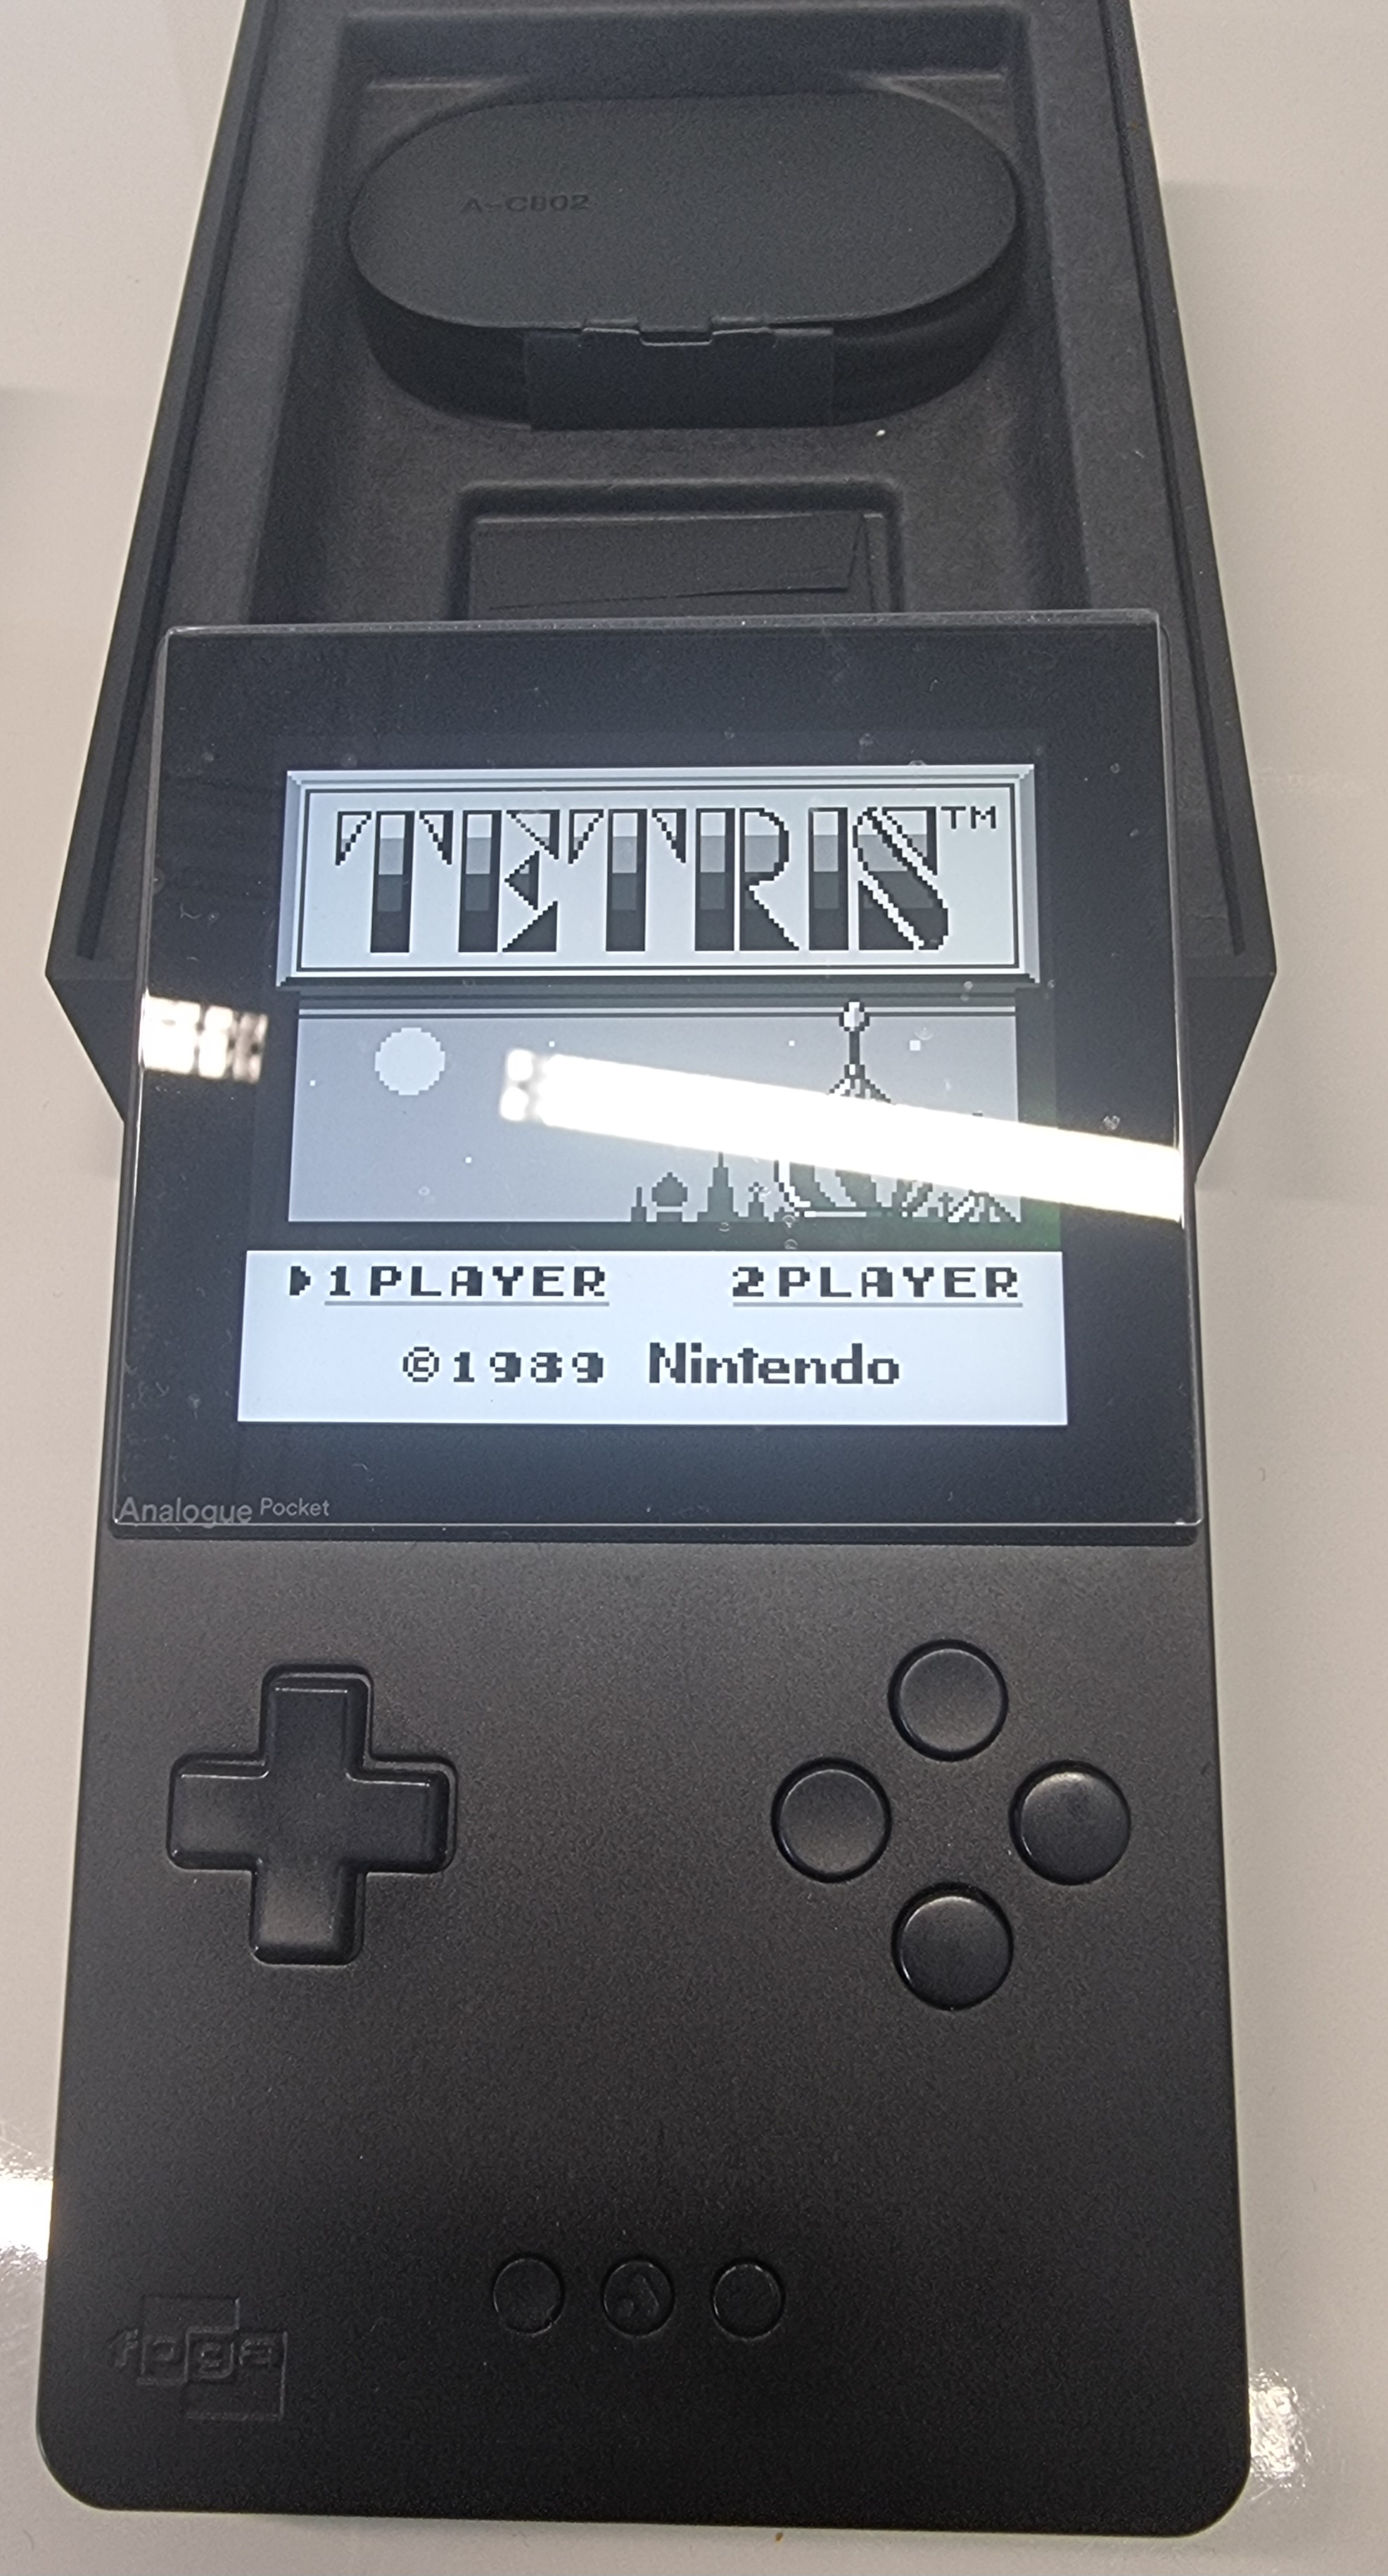 A-CB02
TETRIS™
1PLAYER 2PLAYER
©1989 Nintendo
Analogue Pocket
fpga